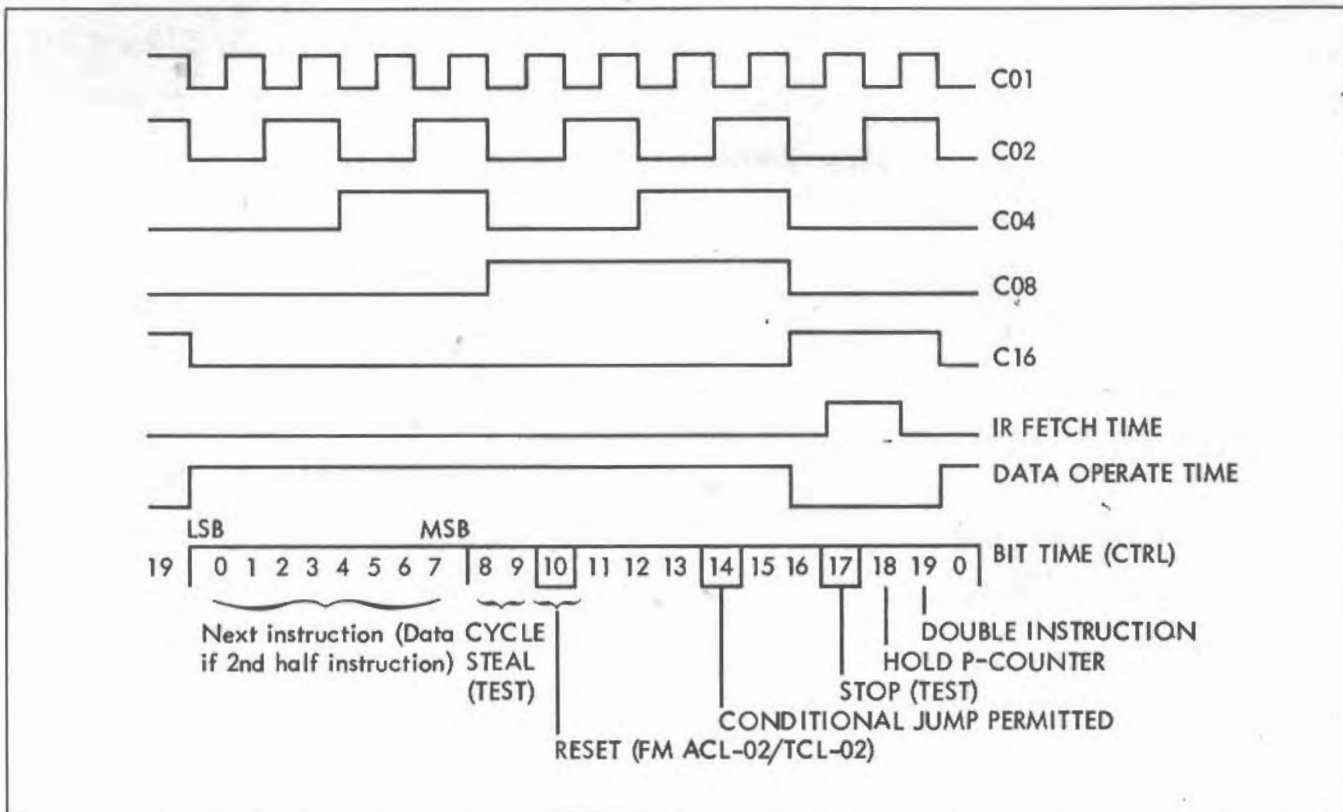 C01
C02
C04
C08
C16
IR FETCH TIME
DATA OPERATE TIME
LSB MSB
19 0 1 2 3 4 5 6 7 8 9 10 11 12 13 14 15 16 17 18 19 0 BIT TIME (CTRL)
Next instruction (Data
if 2nd half instruction)
CYCLE
STEAL
(TEST)
DOUBLE INSTRUCTION
HOLD P-COUNTER
STOP (TEST)
CONDITIONAL JUMP PERMITTED
RESET (FM ACL-02/TCL-02)